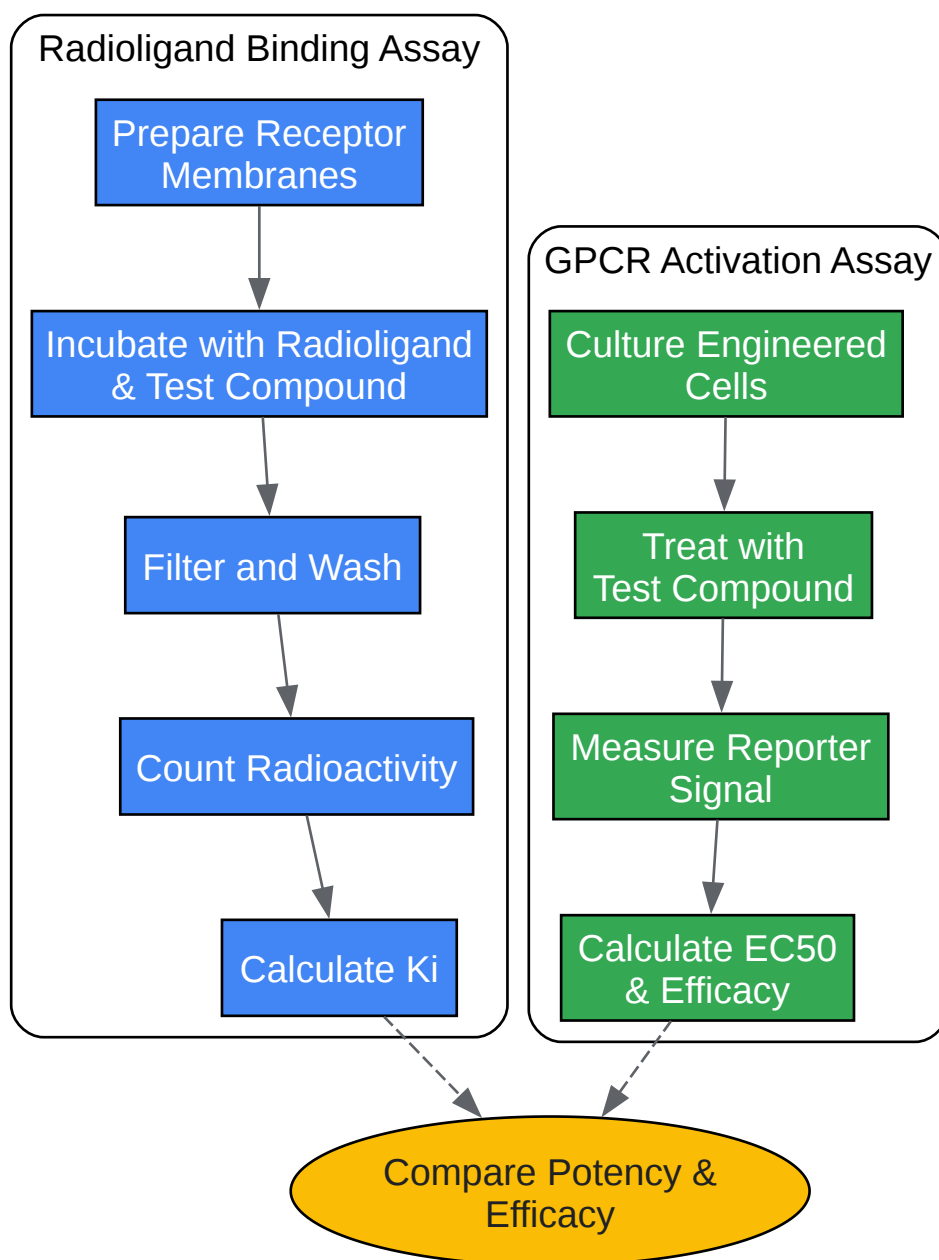 Radioligand Binding Assay
Prepare Receptor
Membranes
Incubate with Radioligand
& Test Compound
Filter and Wash
Count Radioactivity
Calculate Ki
GPCR Activation Assay
Culture Engineered
Cells
Treat with
Test Compound
Measure Reporter
Signal
Calculate EC50
& Efficacy
Compare Potency &
Efficacy